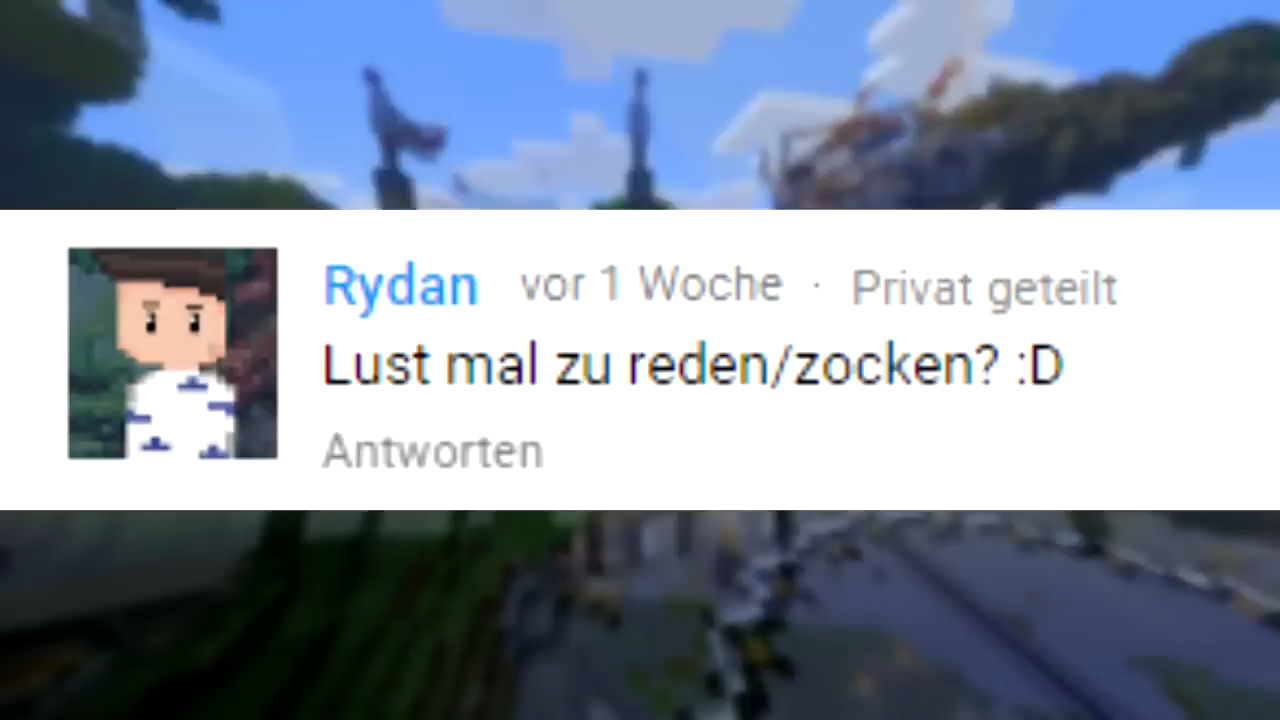 Rydan vor 1 Woche · Privat geteilt
Lust mal zu reden/zocken? :D
Antworten